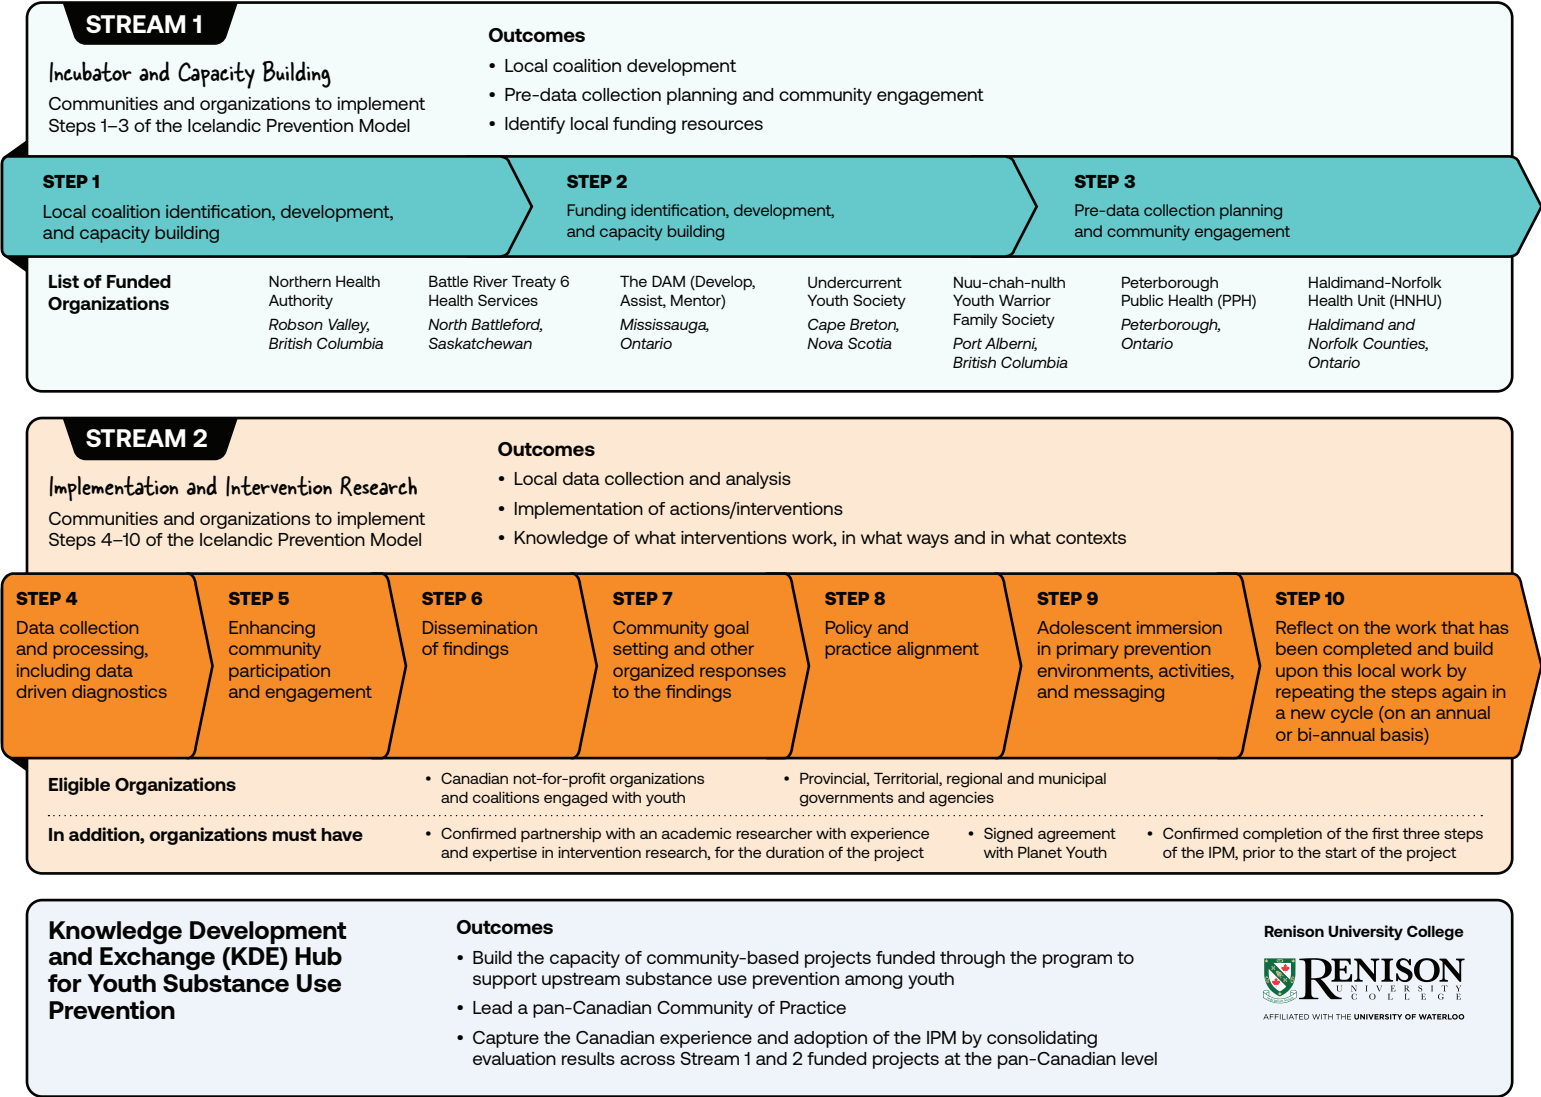 STREAM 1
Incubator and Capacity Building
Communities and organizations to implement
Steps 1–3 of the Icelandic Prevention Model
Outcomes
• Local coalition development
• Pre-data collection planning and community engagement
• Identify local funding resources
STEP 1
Local coalition identification, development,
and capacity building
STEP 2
Funding identification, development,
and capacity building
STEP 3
Pre-data collection planning
and community engagement
List of Funded
Organizations
Northern Health
Authority
Robson Valley,
British Columbia
Battle River Treaty 6
Health Services
North Battleford,
Saskatchewan
The DAM (Develop,
Assist, Mentor)
Mississauga,
Ontario
Undercurrent
Youth Society
Cape Breton,
Nova Scotia
Nuu-chah-nulth
Youth Warrior
Family Society
Port Alberni,
British Columbia
Peterborough
Public Health (PPH)
Peterborough,
Ontario
Haldimand-Norfolk
Health Unit (HNHU)
Haldimand and
Norfolk Counties,
Ontario
STREAM 2
Implementation and Intervention Research
Communities and organizations to implement
Steps 4–10 of the Icelandic Prevention Model
Outcomes
• Local data collection and analysis
• Implementation of actions/interventions
• Knowledge of what interventions work, in what ways and in what contexts
STEP 4
Data collection
and processing,
including data
driven diagnostics
STEP 5
Enhancing
community
participation
and engagement
STEP 6
Dissemination
of findings
STEP 7
Community goal
setting and other
organized responses
to the findings
STEP 8
Policy and
practice alignment
STEP 9
Adolescent immersion
in primary prevention
environments, activities,
and messaging
STEP 10
Reflect on the work that has
been completed and build
upon this local work by
repeating the steps again in
a new cycle (on an annual
or bi-annual basis)
Eligible Organizations
• Canadian not-for-profit organizations
and coalitions engaged with youth
• Provincial, Territorial, regional and municipal
governments and agencies
In addition, organizations must have
• Confirmed partnership with an academic researcher with experience
and expertise in intervention research, for the duration of the project
• Signed agreement
with Planet Youth
• Confirmed completion of the first three steps
of the IPM, prior to the start of the project
Knowledge Development
and Exchange (KDE) Hub
for Youth Substance Use
Prevention
Outcomes
• Build the capacity of community-based projects funded through the program to
support upstream substance use prevention among youth
• Lead a pan-Canadian Community of Practice
• Capture the Canadian experience and adoption of the IPM by consolidating
evaluation results across Stream 1 and 2 funded projects at the pan-Canadian level
Renison University College
RENISON
UNIVERSITY
COLLEGE
AFFILIATED WITH THE UNIVERSITY OF WATERLOO